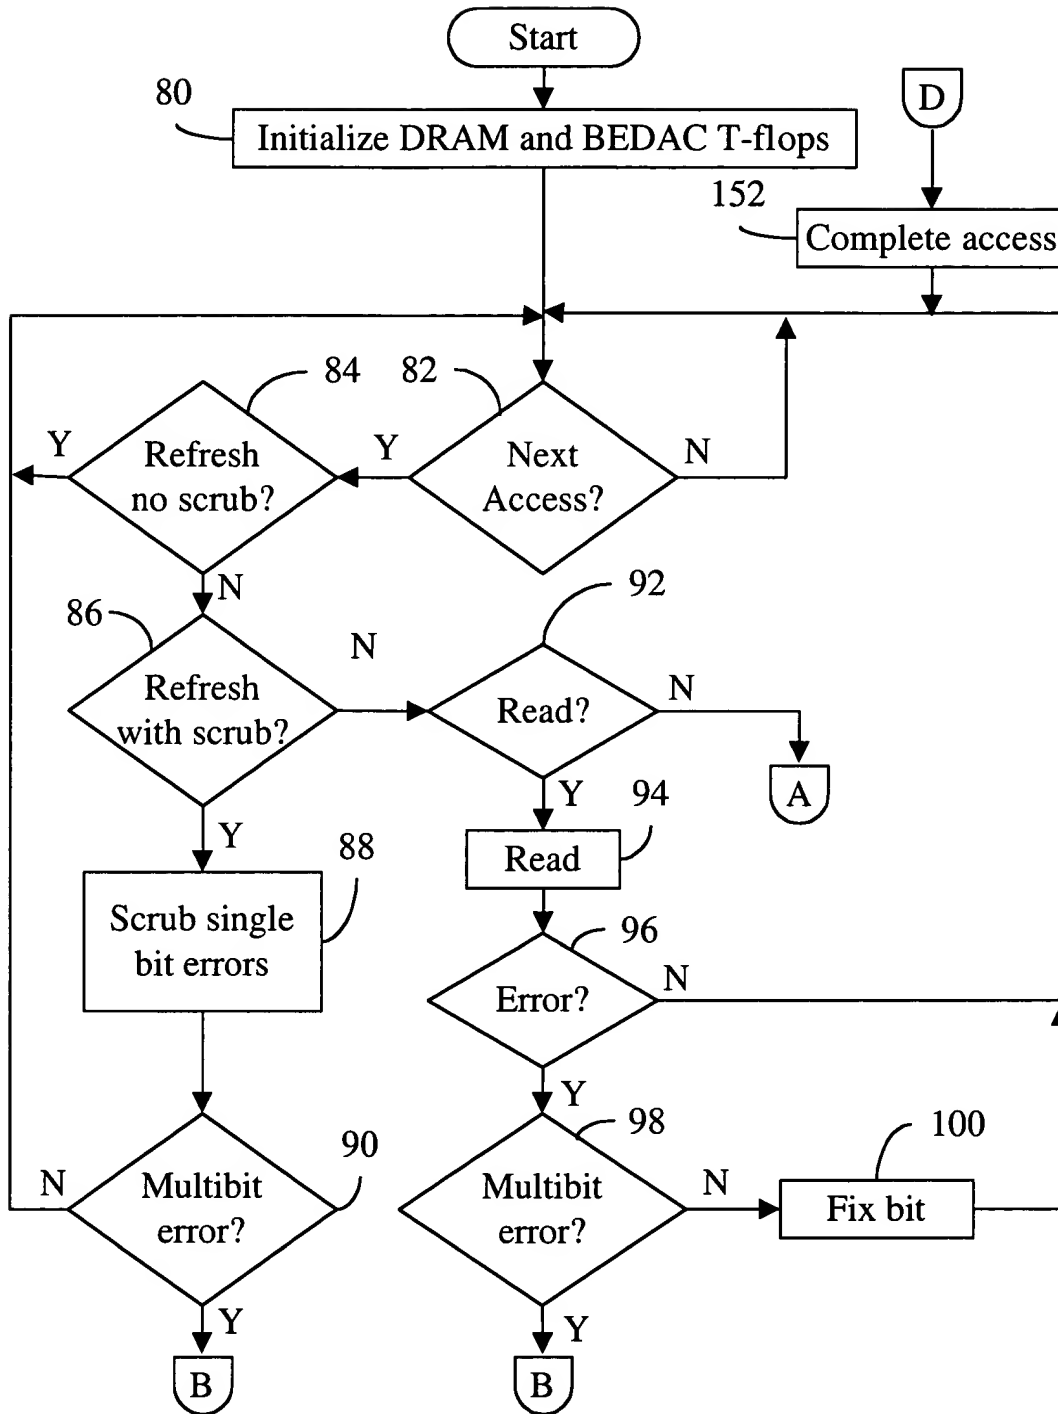 Start
80
D
Initialize DRAM and BEDAC T-flops
152
Complete access
84
82
Y
Refresh
no scrub?
Y
Next
Access?
N
N
92
86
N
Refresh
with scrub?
Read?
N
A
Y
94
Y
Read
88
Scrub single
bit errors
96
Error?
N
Y
98
100
90
N
Multibit
error?
Multibit
error?
N
Fix bit
Y
Y
B
B